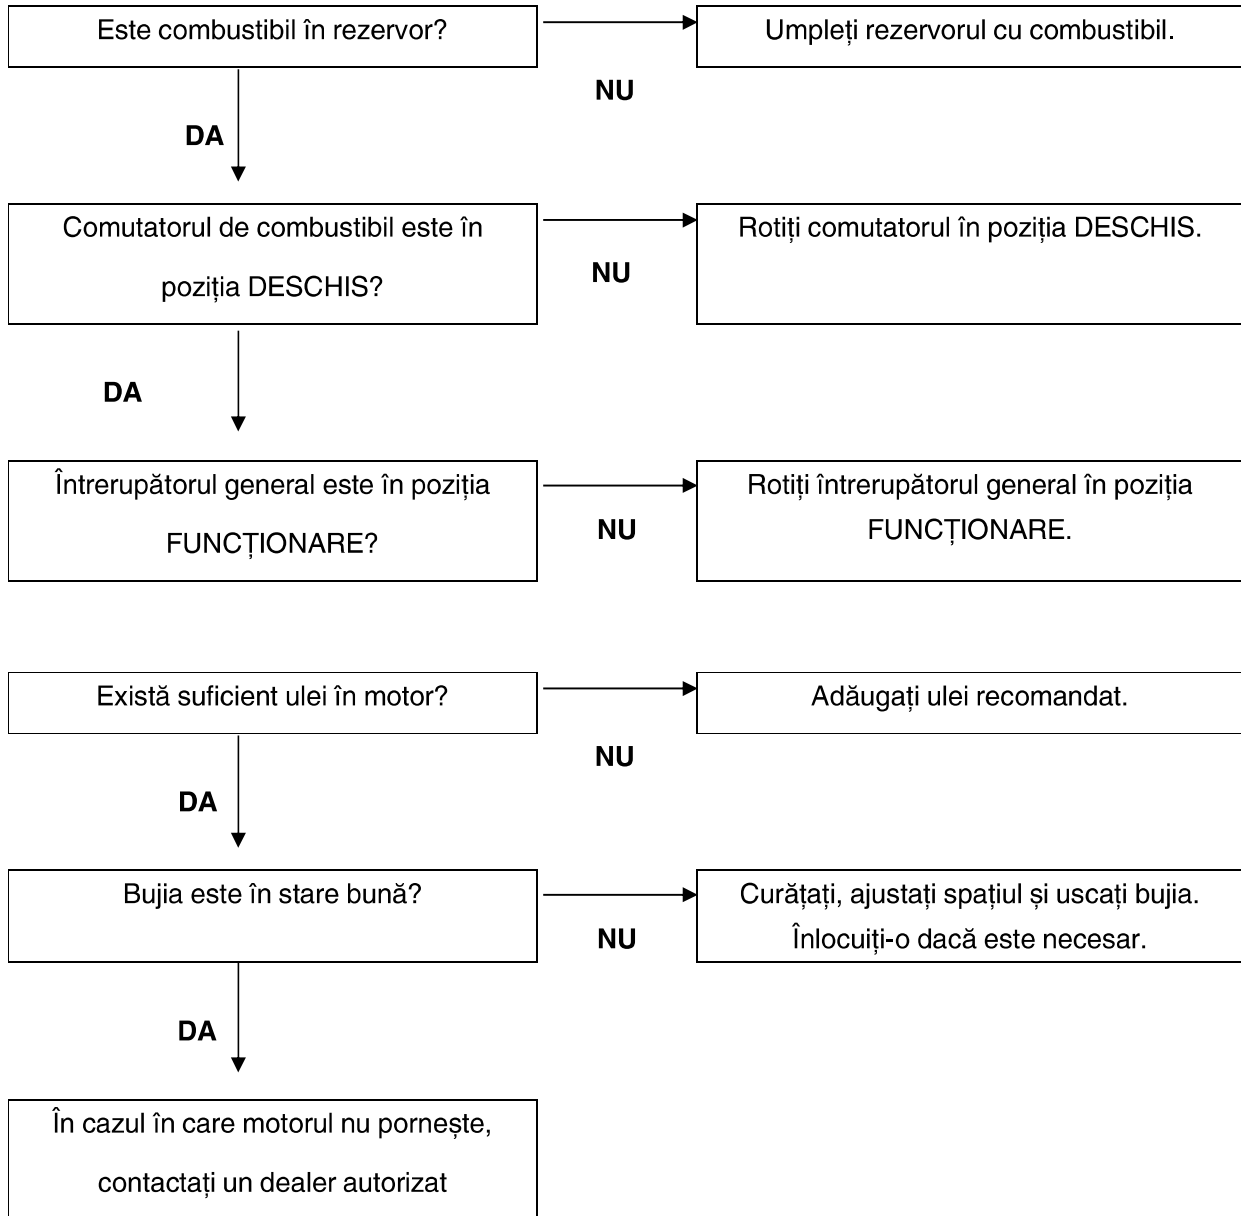 Este combustibil în rezervor?
Umpleți rezervorul cu combustibil.
NU
DA
Comutatorul de combustibil este în
poziția DESCHIS?
Rotiți comutatorul în poziția DESCHIS.
NU
DA
Întrerupătorul general este în poziția
FUNCȚIONARE?
Rotiți întrerupătorul general în poziția
FUNCȚIONARE.
NU
Există suficient ulei în motor?
Adăugați ulei recomandat.
NU
DA
Bujia este în stare bună?
Curățați, ajustați spațiul și uscați bujia.
Înlocuiți-o dacă este necesar.
NU
DA
În cazul în care motorul nu pornește,
contactați un dealer autorizat